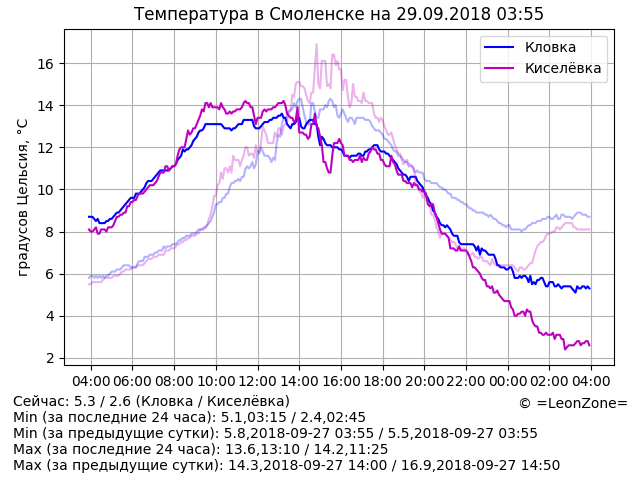 Температура в Смоленске на 29.09.2018 03:55
Кловка
Киселёвка
градусов Цельсия, °C
16
14
12
10
8
6
4
2
04:00 06:00 08:00 10:00 12:00 14:00 16:00 18:00 20:00 22:00 00:00 02:00 04:00
Сейчас: 5.3 / 2.6 (Кловка / Киселёвка)
© =LeonZone=
Min (за последние 24 часа): 5.1,03:15 / 2.4,02:45
Min (за предыдущие сутки): 5.8,2018-09-27 03:55 / 5.5,2018-09-27 03:55
Max (за последние 24 часа): 13.6,13:10 / 14.2,11:25
Max (за предыдущие сутки): 14.3,2018-09-27 14:00 / 16.9,2018-09-27 14:50